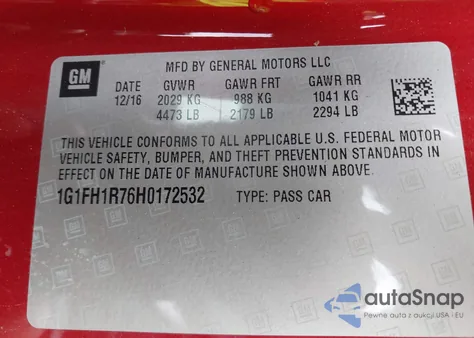 GM
MFD BY GENERAL MOTORS LLC
DATE GVWR GAWR FRT GAWR RR
12/16 2029 KG 988 KG 1041 KG
4473 LB 2179 LB 2294 LB
THIS VEHICLE CONFORMS TO ALL APPLICABLE U.S. FEDERAL MOTOR
VEHICLE SAFETY, BUMPER, AND THEFT PREVENTION STANDARDS IN
EFFECT ON THE DATE OF MANUFACTURE SHOWN ABOVE.
1G1FH1R76H0172532 TYPE: PASS CAR
autoSnap
Pewne auta z aukcji USA i EU